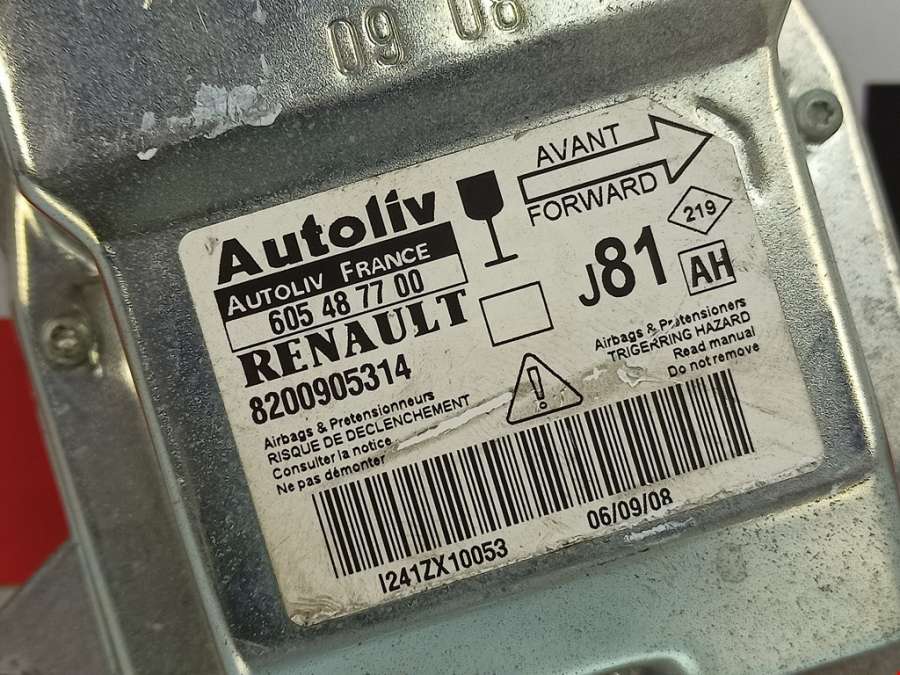 09 08
Autoliv
AUTOLIV FRANCE
605 48 77 00
RENAULT
8200905314
AVANT
FORWARD
219
J81
AH
Airbags & Pretensionneurs
RISQUE DE DECLENCHEMENT
Consulter la notice
Ne pas démonter
Airbags & Pretensioners
TRIGERRING HAZARD
Read manual
Do not remove
I241ZX10053
06/09/08